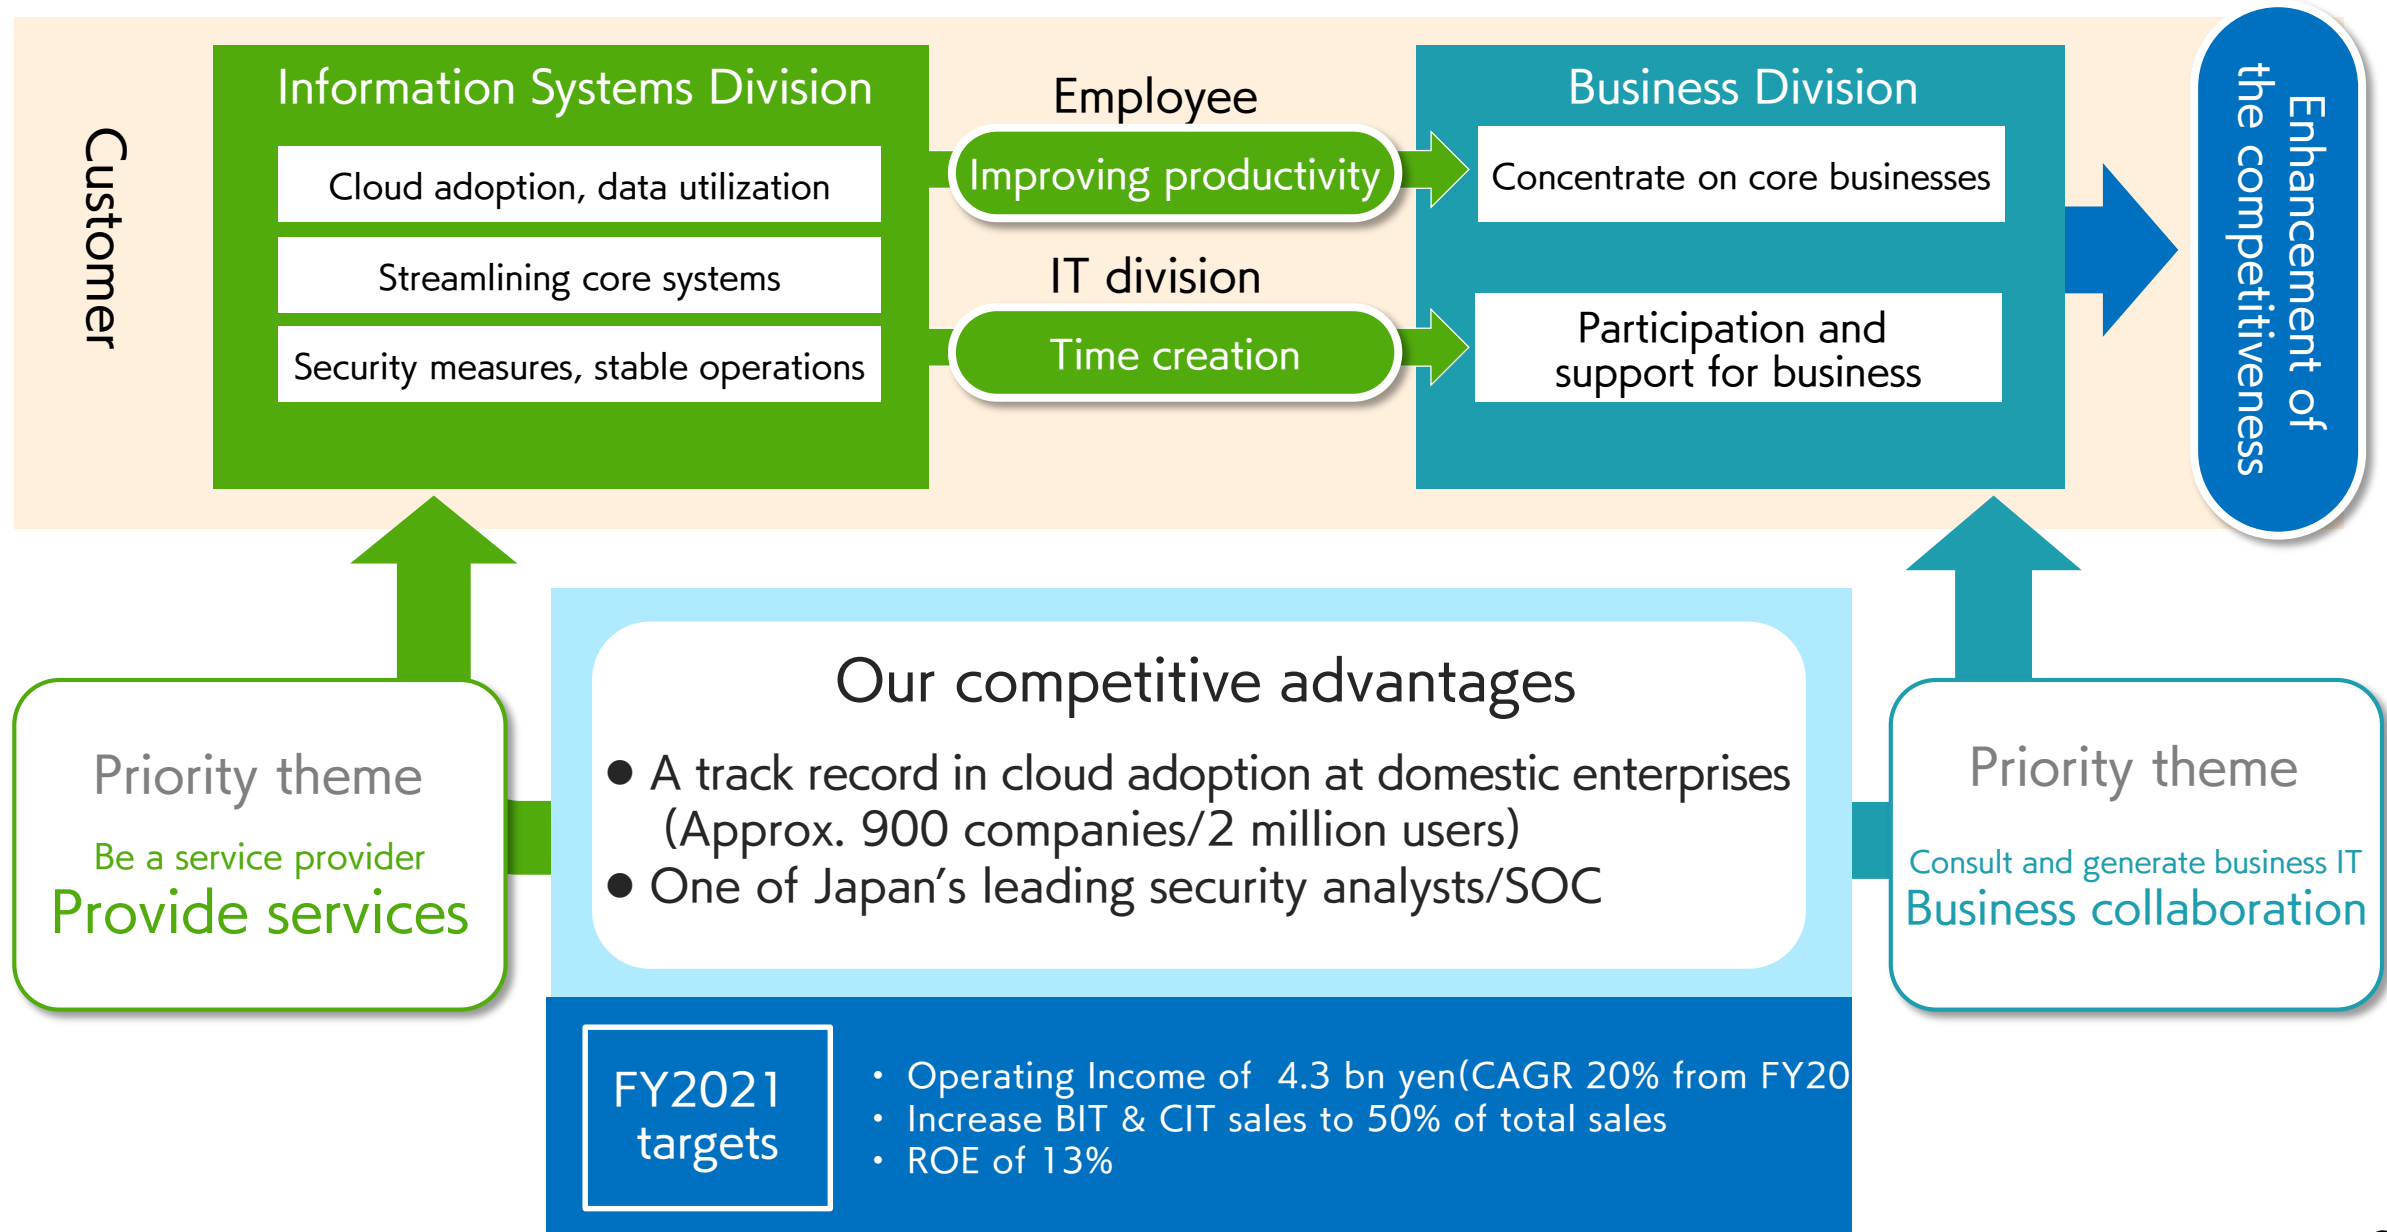 Customer
Information Systems Division
Cloud adoption, data utilization
Streamlining core systems
Security measures, stable operations
Employee
Improving productivity
IT division
Time creation
Business Division
Concentrate on core businesses
Participation and
support for business
Enhancement of
the competitiveness
Priority theme
Be a service provider
Provide services
Our competitive advantages
● A track record in cloud adoption at domestic enterprises
(Approx. 900 companies/2 million users)
● One of Japan's leading security analysts/SOC
Priority theme
Consult and generate business IT
Business collaboration
FY2021
targets
・ Operating Income of 4.3 bn yen(CAGR 20% from FY20
・ Increase BIT & CIT sales to 50% of total sales
・ ROE of 13%